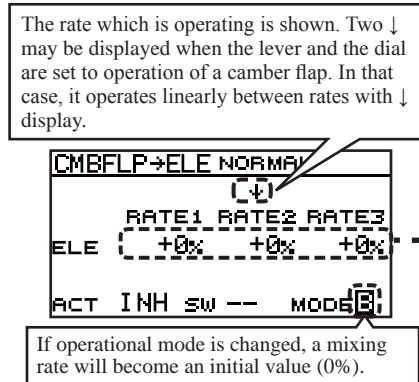 The rate which is operating is shown. Two ↓
may be displayed when the lever and the dial
are set to operation of a camber flap. In that
case, it operates linearly between rates with ↓
display.
CMBFLP→ELE NORMAL
↓
RATE1 RATE2 RATE3
ELE +0% +0% +0%
ACT INH SW -- MODE B
If operational mode is changed, a mixing
rate will become an initial value (0%).